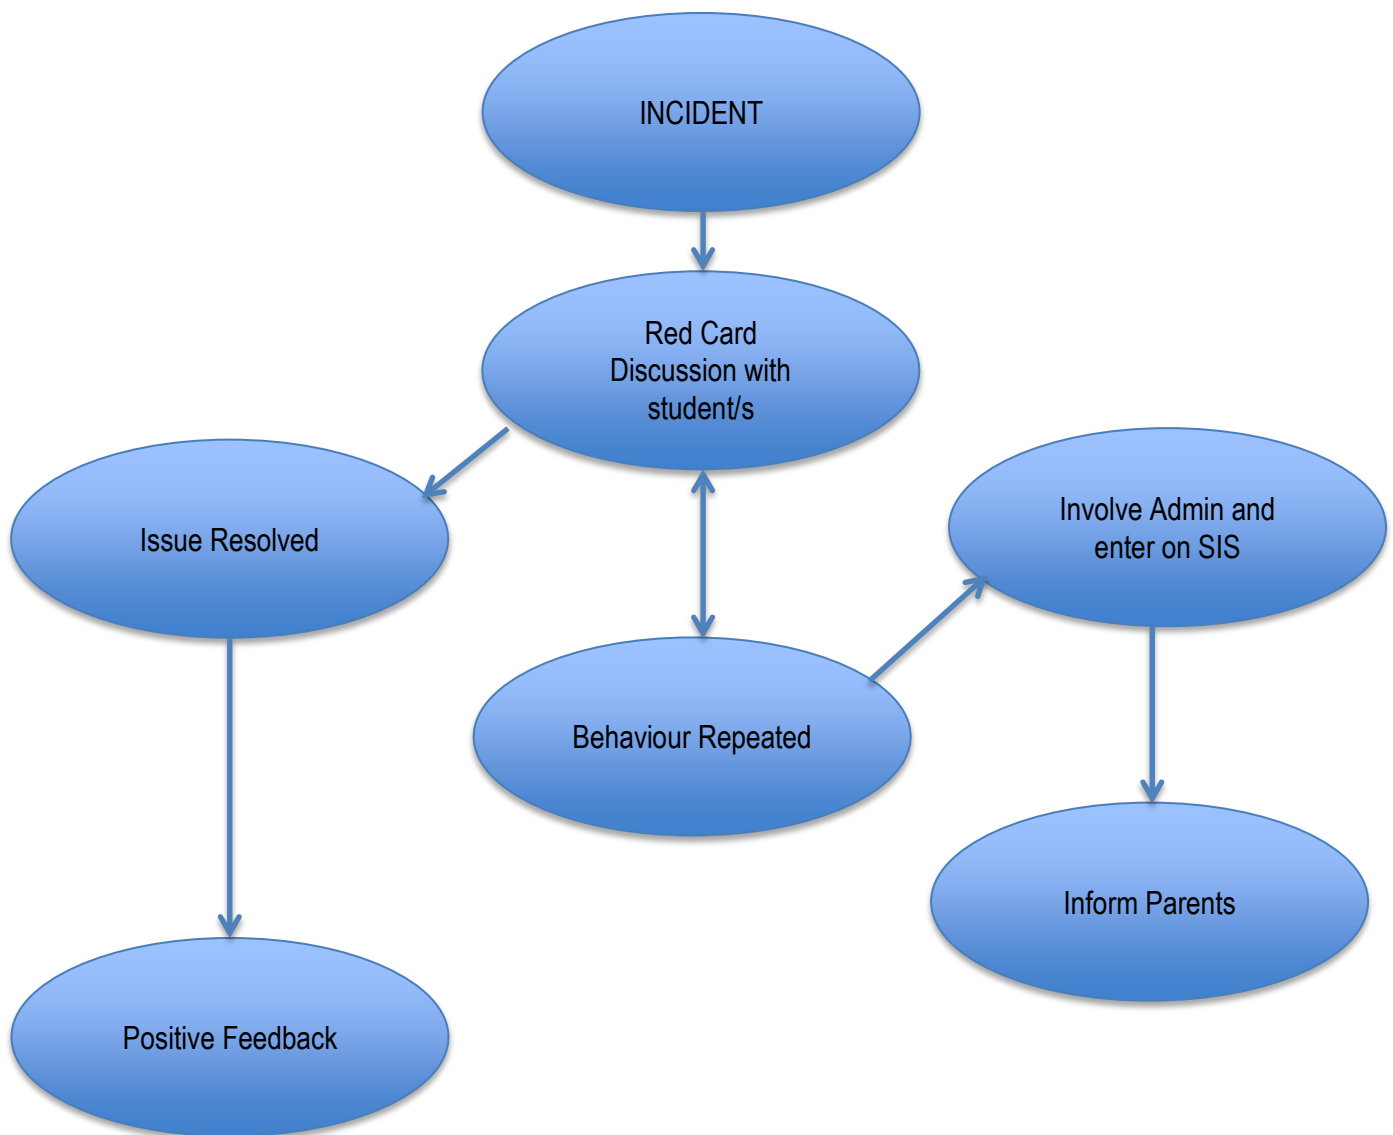 INCIDENT
Red Card
Discussion with
student/s
Issue Resolved
Involve Admin and
enter on SIS
Behaviour Repeated
Inform Parents
Positive Feedback